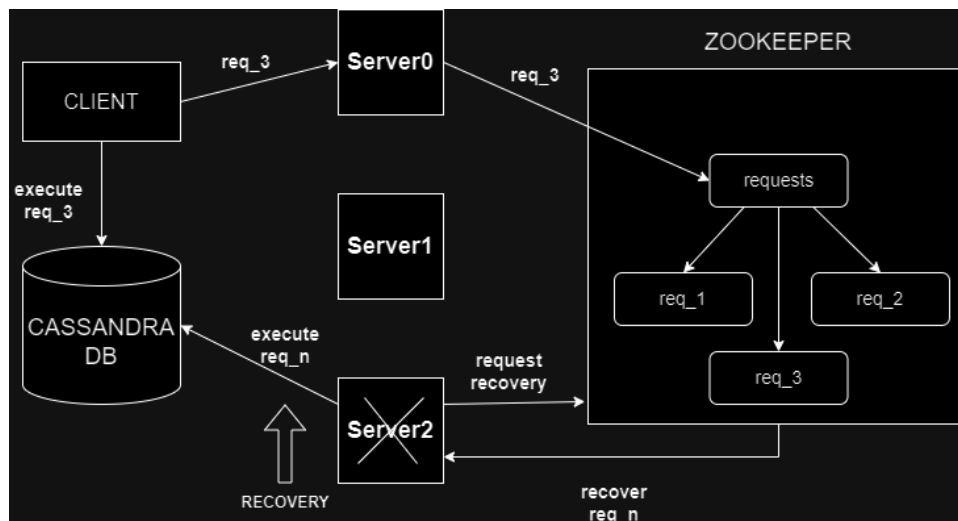 Server0
ZOOKEEPER
req_3
req_3
CLIENT
requests
execute
req_3
Server1
req_1
req_2
CASSANDRA
DB
execute
req_n
request
recovery
req_3
Server2
RECOVERY
recover
req_n